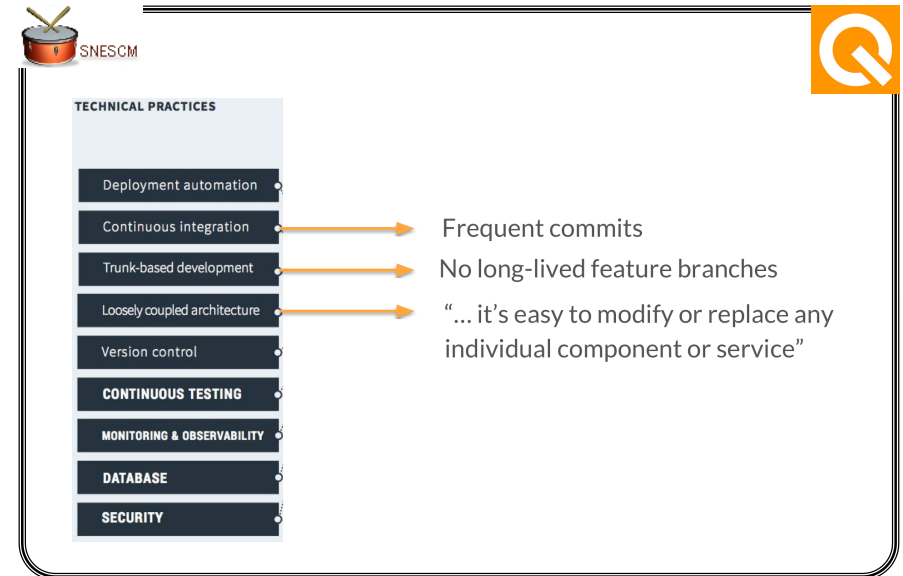 SNESCM
TECHNICAL PRACTICES
Deployment automation
Continuous integration
Frequent commits
Trunk-based development
No long-lived feature branches
Loosely coupled architecture
“... it’s easy to modify or replace any
individual component or service”
Version control
CONTINUOUS TESTING
MONITORING & OBSERVABILITY
DATABASE
SECURITY